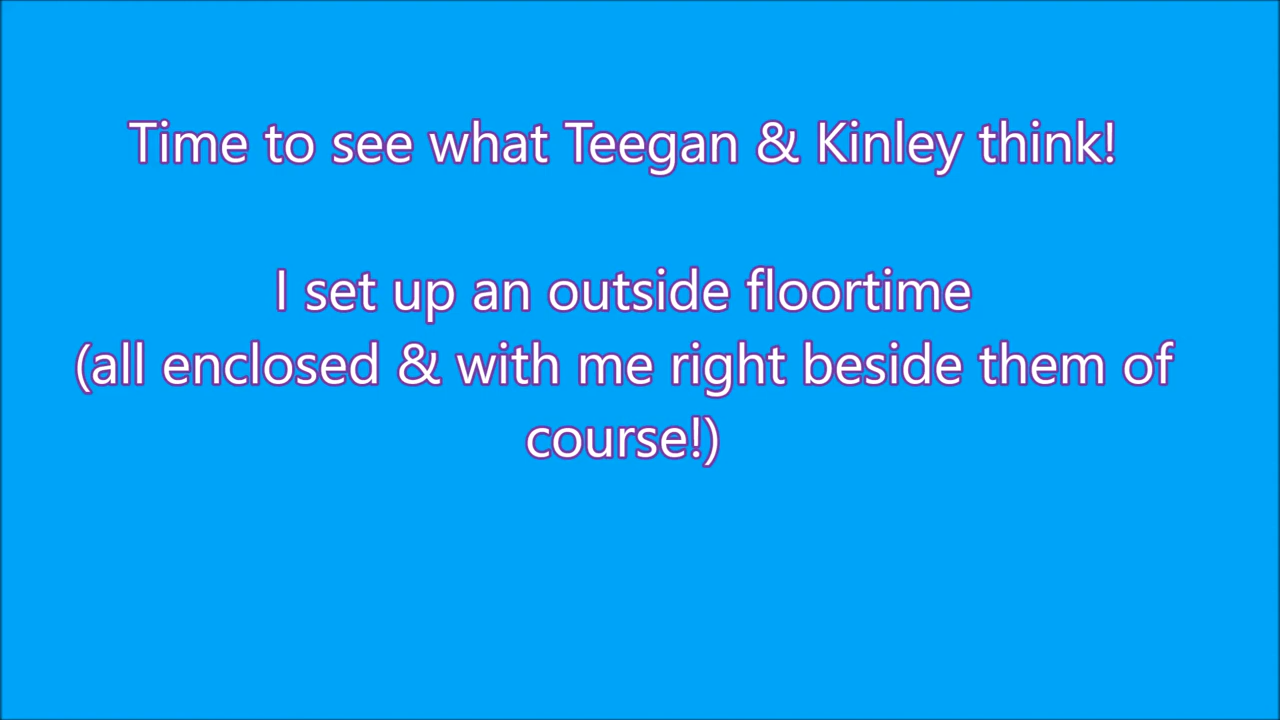 Time to see what Teegan & Kinley think!
I set up an outside floortime
(all enclosed & with me right beside them of
course!)